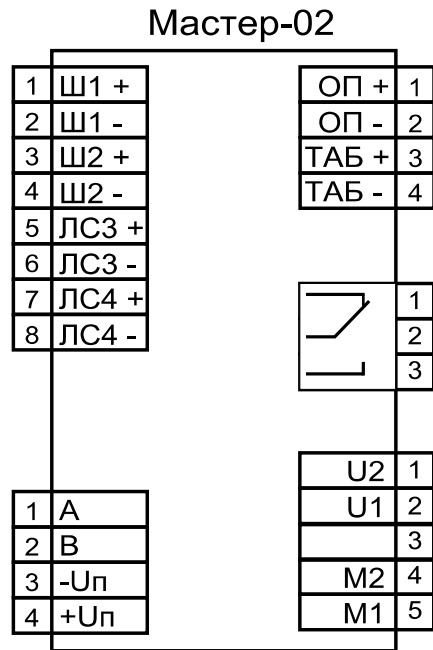 Мастер-02
1 Ш1 +
2 Ш1 -
3 Ш2 +
4 Ш2 -
5 ЛС3 +
6 ЛС3 -
7 ЛС4 +
8 ЛС4 -
1 A
2 B
3 -Uп
4 +Uп
ОП + 1
ОП - 2
ТАБ + 3
ТАБ - 4
1
2
3
U2 1
U1 2
3
M2 4
M1 5